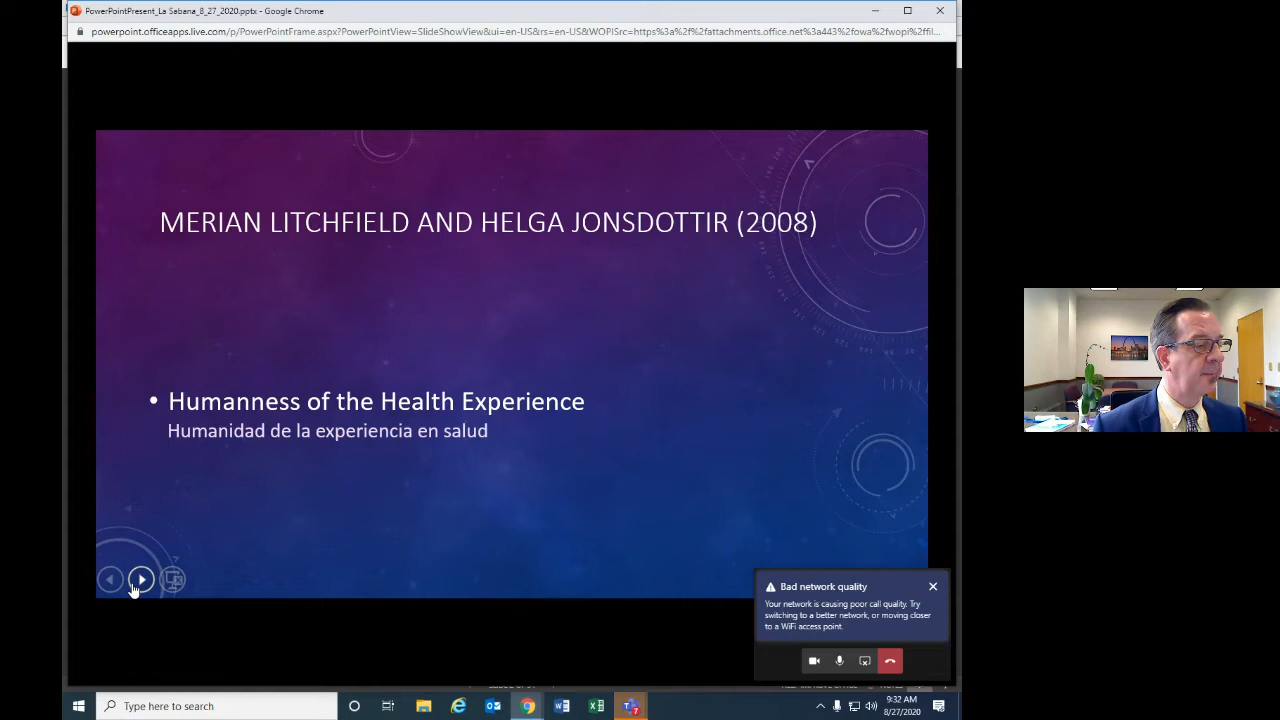 PowerPointPresent_La Sabana_8_27_2020.pptx - Google Chrome
powerpoint.officeapps.live.com/p/PowerPointFrame.aspx?PowerPointView=SlideShowView&ui=en-US&rs=en-US&WOPISrc=https%3a%2f%2fattachments.office.net%3a443%2fowa%2fwopi%2ffil...
MERIAN LITCHFIELD AND HELGA JONSDOTTIR (2008)
• Humanness of the Health Experience
Humanidad de la experiencia en salud
Bad network quality
Your network is causing poor call quality. Try
switching to a better network, or moving closer
to a WiFi access point.
Type here to search
9:32 AM
8/27/2020